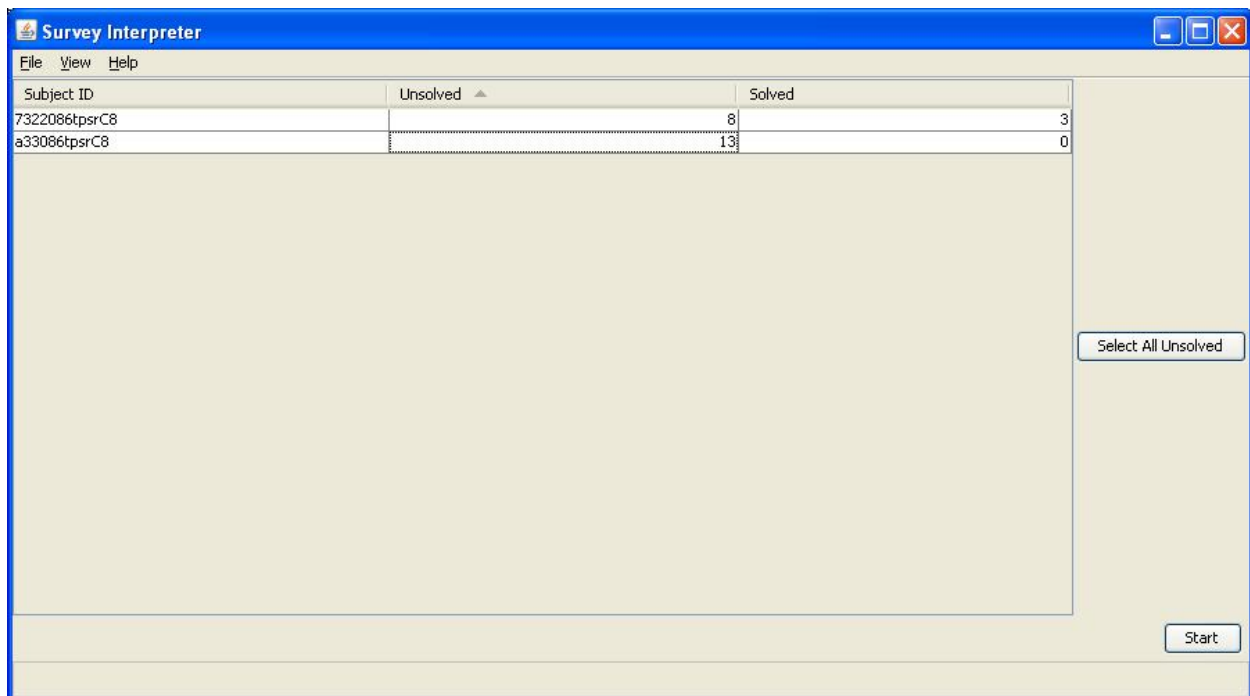 Survey Interpreter
File View Help
Subject ID Unsolved Solved
7322086tpsrC8 8 3
a33086tpsrC8 13 0
Select All Unsolved
Start